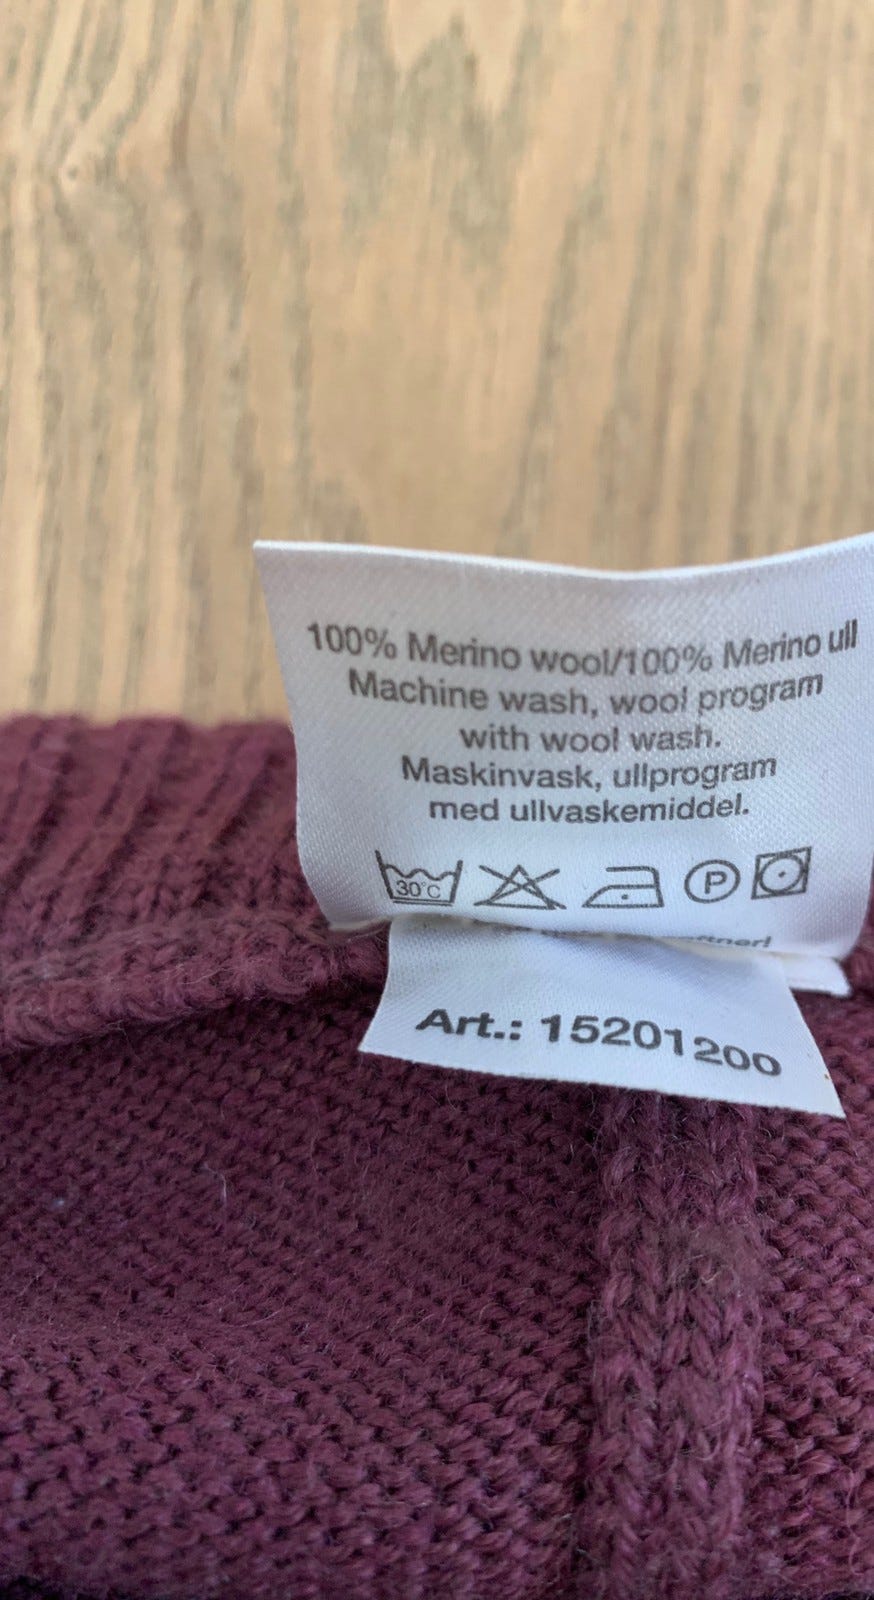 100% Merino wool/100% Merino ull
Machine wash, wool program
with wool wash.
Maskinvask, ullprogram
med ullvaskemiddel.
30°C P
Art.: 15201200